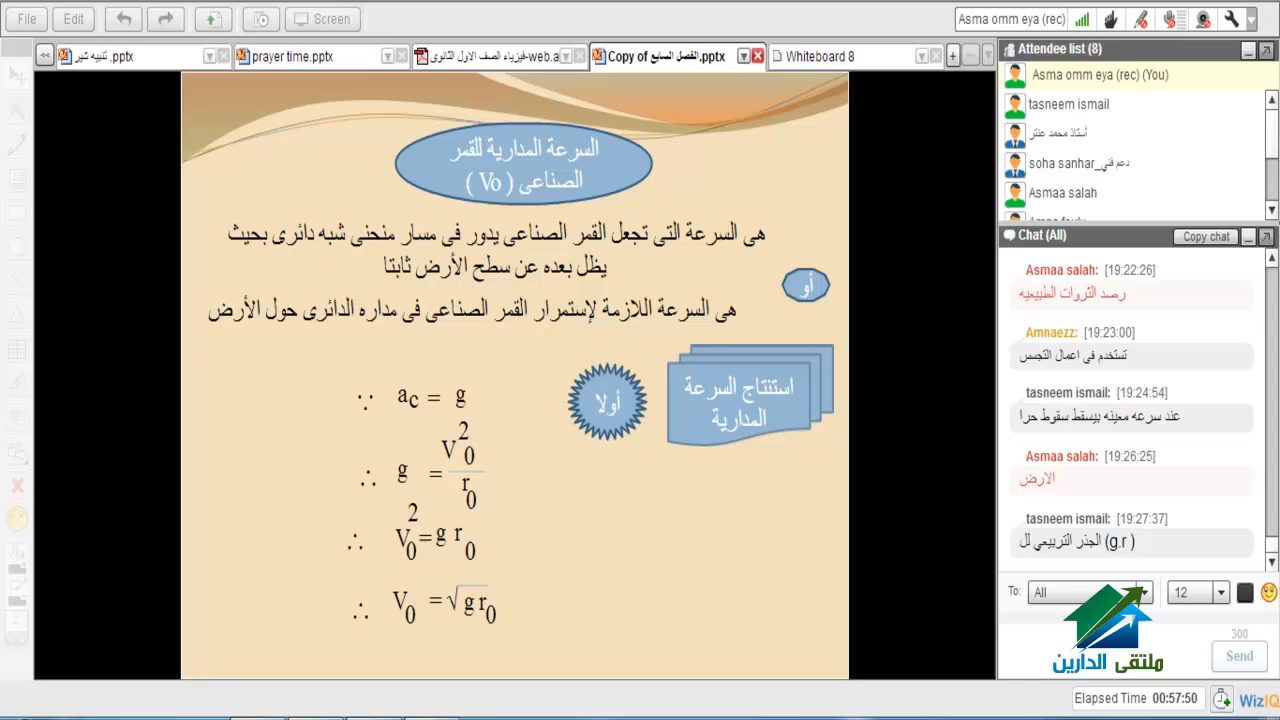 File
Edit
Screen
Asma omm eya (rec)
تنبيه شير .pptx
prayer time.pptx
فيزياء الصف الاول الثانوى-web.a
Copy of الفصل السابع.pptx
Whiteboard 8
السرعة المدارية للقمر
الصناعى ( Vo )
هى السرعة التى تجعل القمر الصناعى يدور فى مسار منحنى شبه دائرى بحيث
يظل بعده عن سطح الأرض ثابتا
أو
هى السرعة اللازمة لإستمرار القمر الصناعى فى مداره الدائرى حول الأرض
استنتاج السرعة
المدارية
أولا
∵ ac = g
∴ g = V²0 / r0
∴ V²0 = g r0
∴ V0 = √g r0
Attendee list (8)
Asma omm eya (rec) (You)
tasneem ismail
أستاذ محمد عنتر
soha sanhar_دعم فني
Asmaa salah
Chat (All)
Copy chat
Asmaa salah: [19:22:26]
رصد الثروات الطبيعيه
Amnaezz: [19:23:00]
تستخدم فى اعمال التجسس
tasneem ismail: [19:24:54]
عند سرعه معينه بيسقط سقوط حرا
Asmaa salah: [19:26:25]
الارض
tasneem ismail: [19:27:37]
الجذر التربيعي لل (g.r )
To:
All
12
300
Send
ملتقى الدارين
Elapsed Time 00:57:50
WizIQ